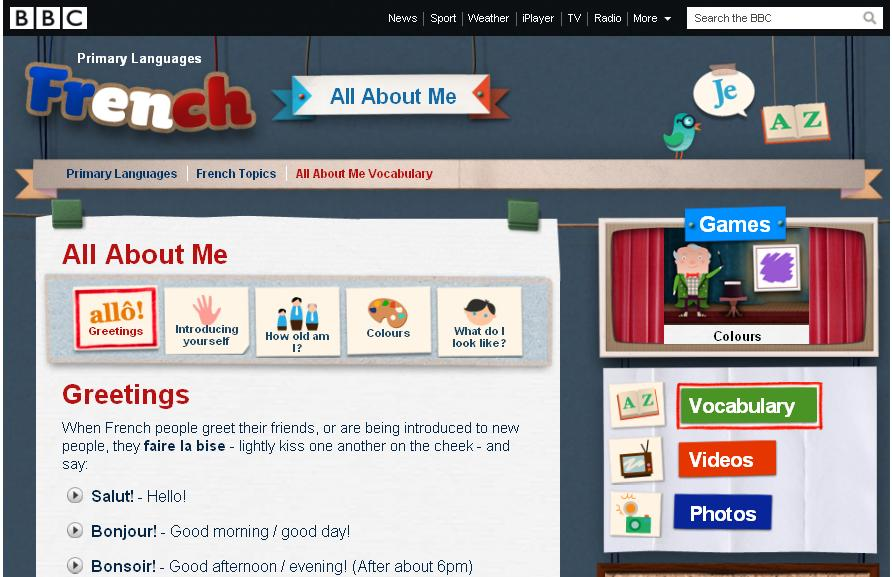 BBC
News Sport Weather iPlayer TV Radio More
Search the BBC
Primary Languages
French
All About Me
Je
A Z
Primary Languages French Topics All About Me Vocabulary
All About Me
allô!
Greetings
Introducing
yourself
How old am
I?
Colours
What do I
look like?
Greetings
When French people greet their friends, or are being introduced to new
people, they faire la bise - lightly kiss one another on the cheek - and
say:
Salut! - Hello!
Bonjour! - Good morning / good day!
Bonsoir! - Good afternoon / evening! (After about 6pm)
Games
Colours
A Z
Vocabulary
Videos
Photos